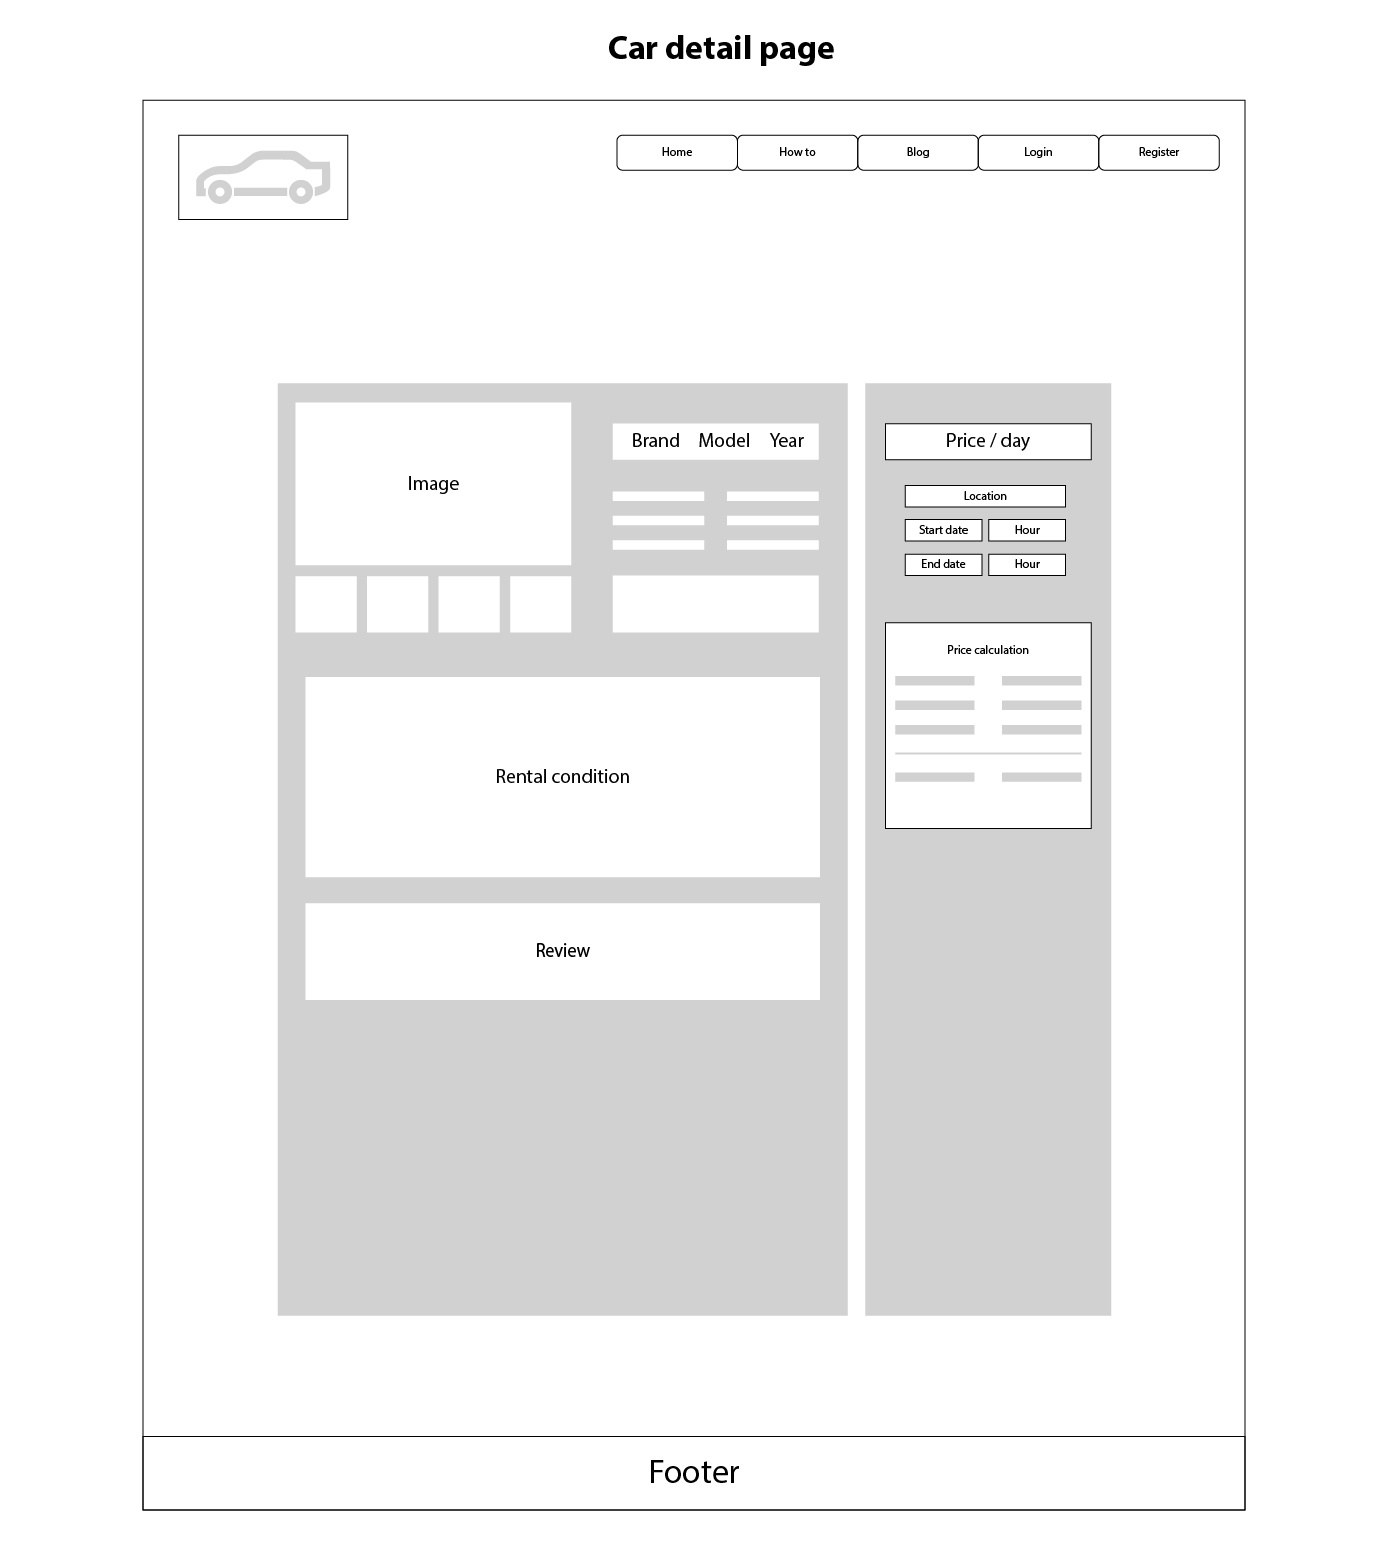 Car detail page
Home How to Blog Login Register
Image
Brand Model Year
Rental condition
Review
Price / day
Location
Start date Hour
End date Hour
Price calculation
Footer